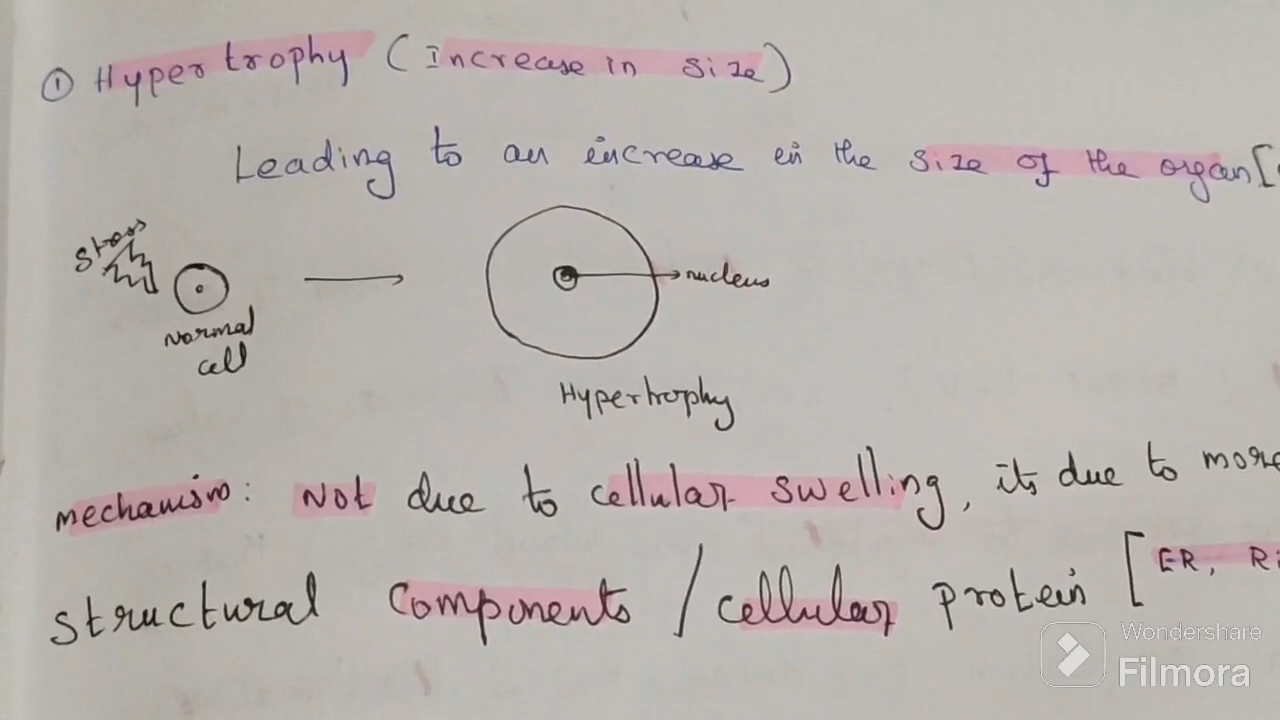 ① Hypertrophy (Increase in size)
Leading to an increase in the size of the organ [
Stress
normal
cell
nucleus
Hypertrophy
mechanism: Not due to cellular swelling, its due to more
structural components / cellular protein [ER, Ri
Wondershare
Filmora